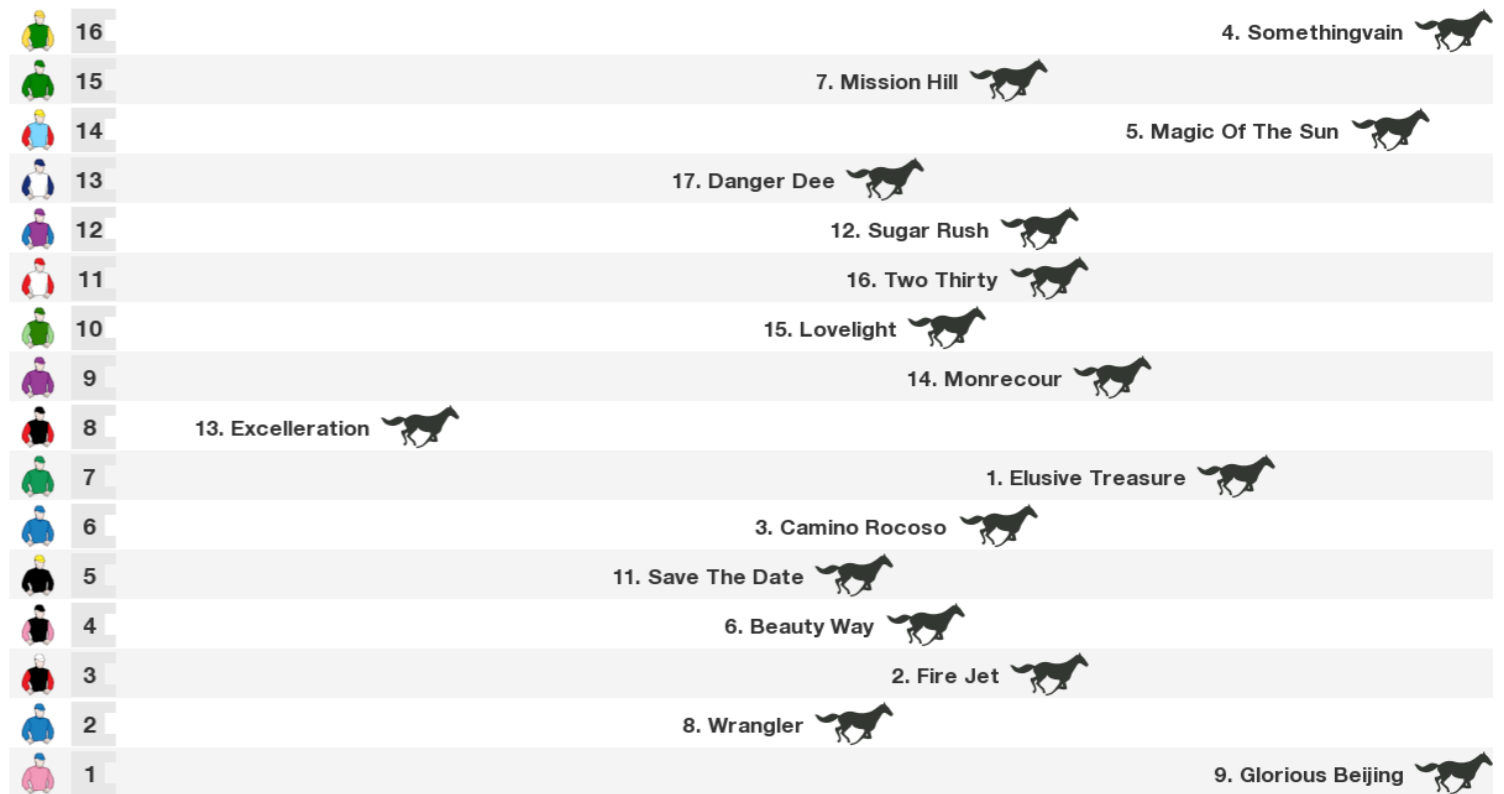 16 4. Somethingvain
15 7. Mission Hill
14 5. Magic Of The Sun
13 17. Danger Dee
12 12. Sugar Rush
11 16. Two Thirty
10 15. Lovelight
9 14. Monrecour
8 13. Excelleration
7 1. Elusive Treasure
6 3. Camino Rocoso
5 11. Save The Date
4 6. Beauty Way
3 2. Fire Jet
2 8. Wrangler
1 9. Glorious Beijing